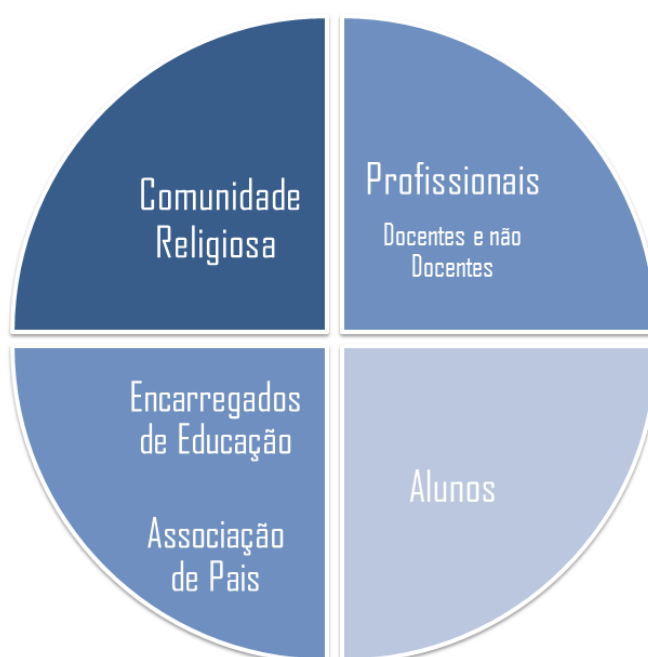 Comunidade
Religiosa
Profissionais
Docentes e não
Docentes
Encarregados
de Educação
Associação
de Pais
Alunos